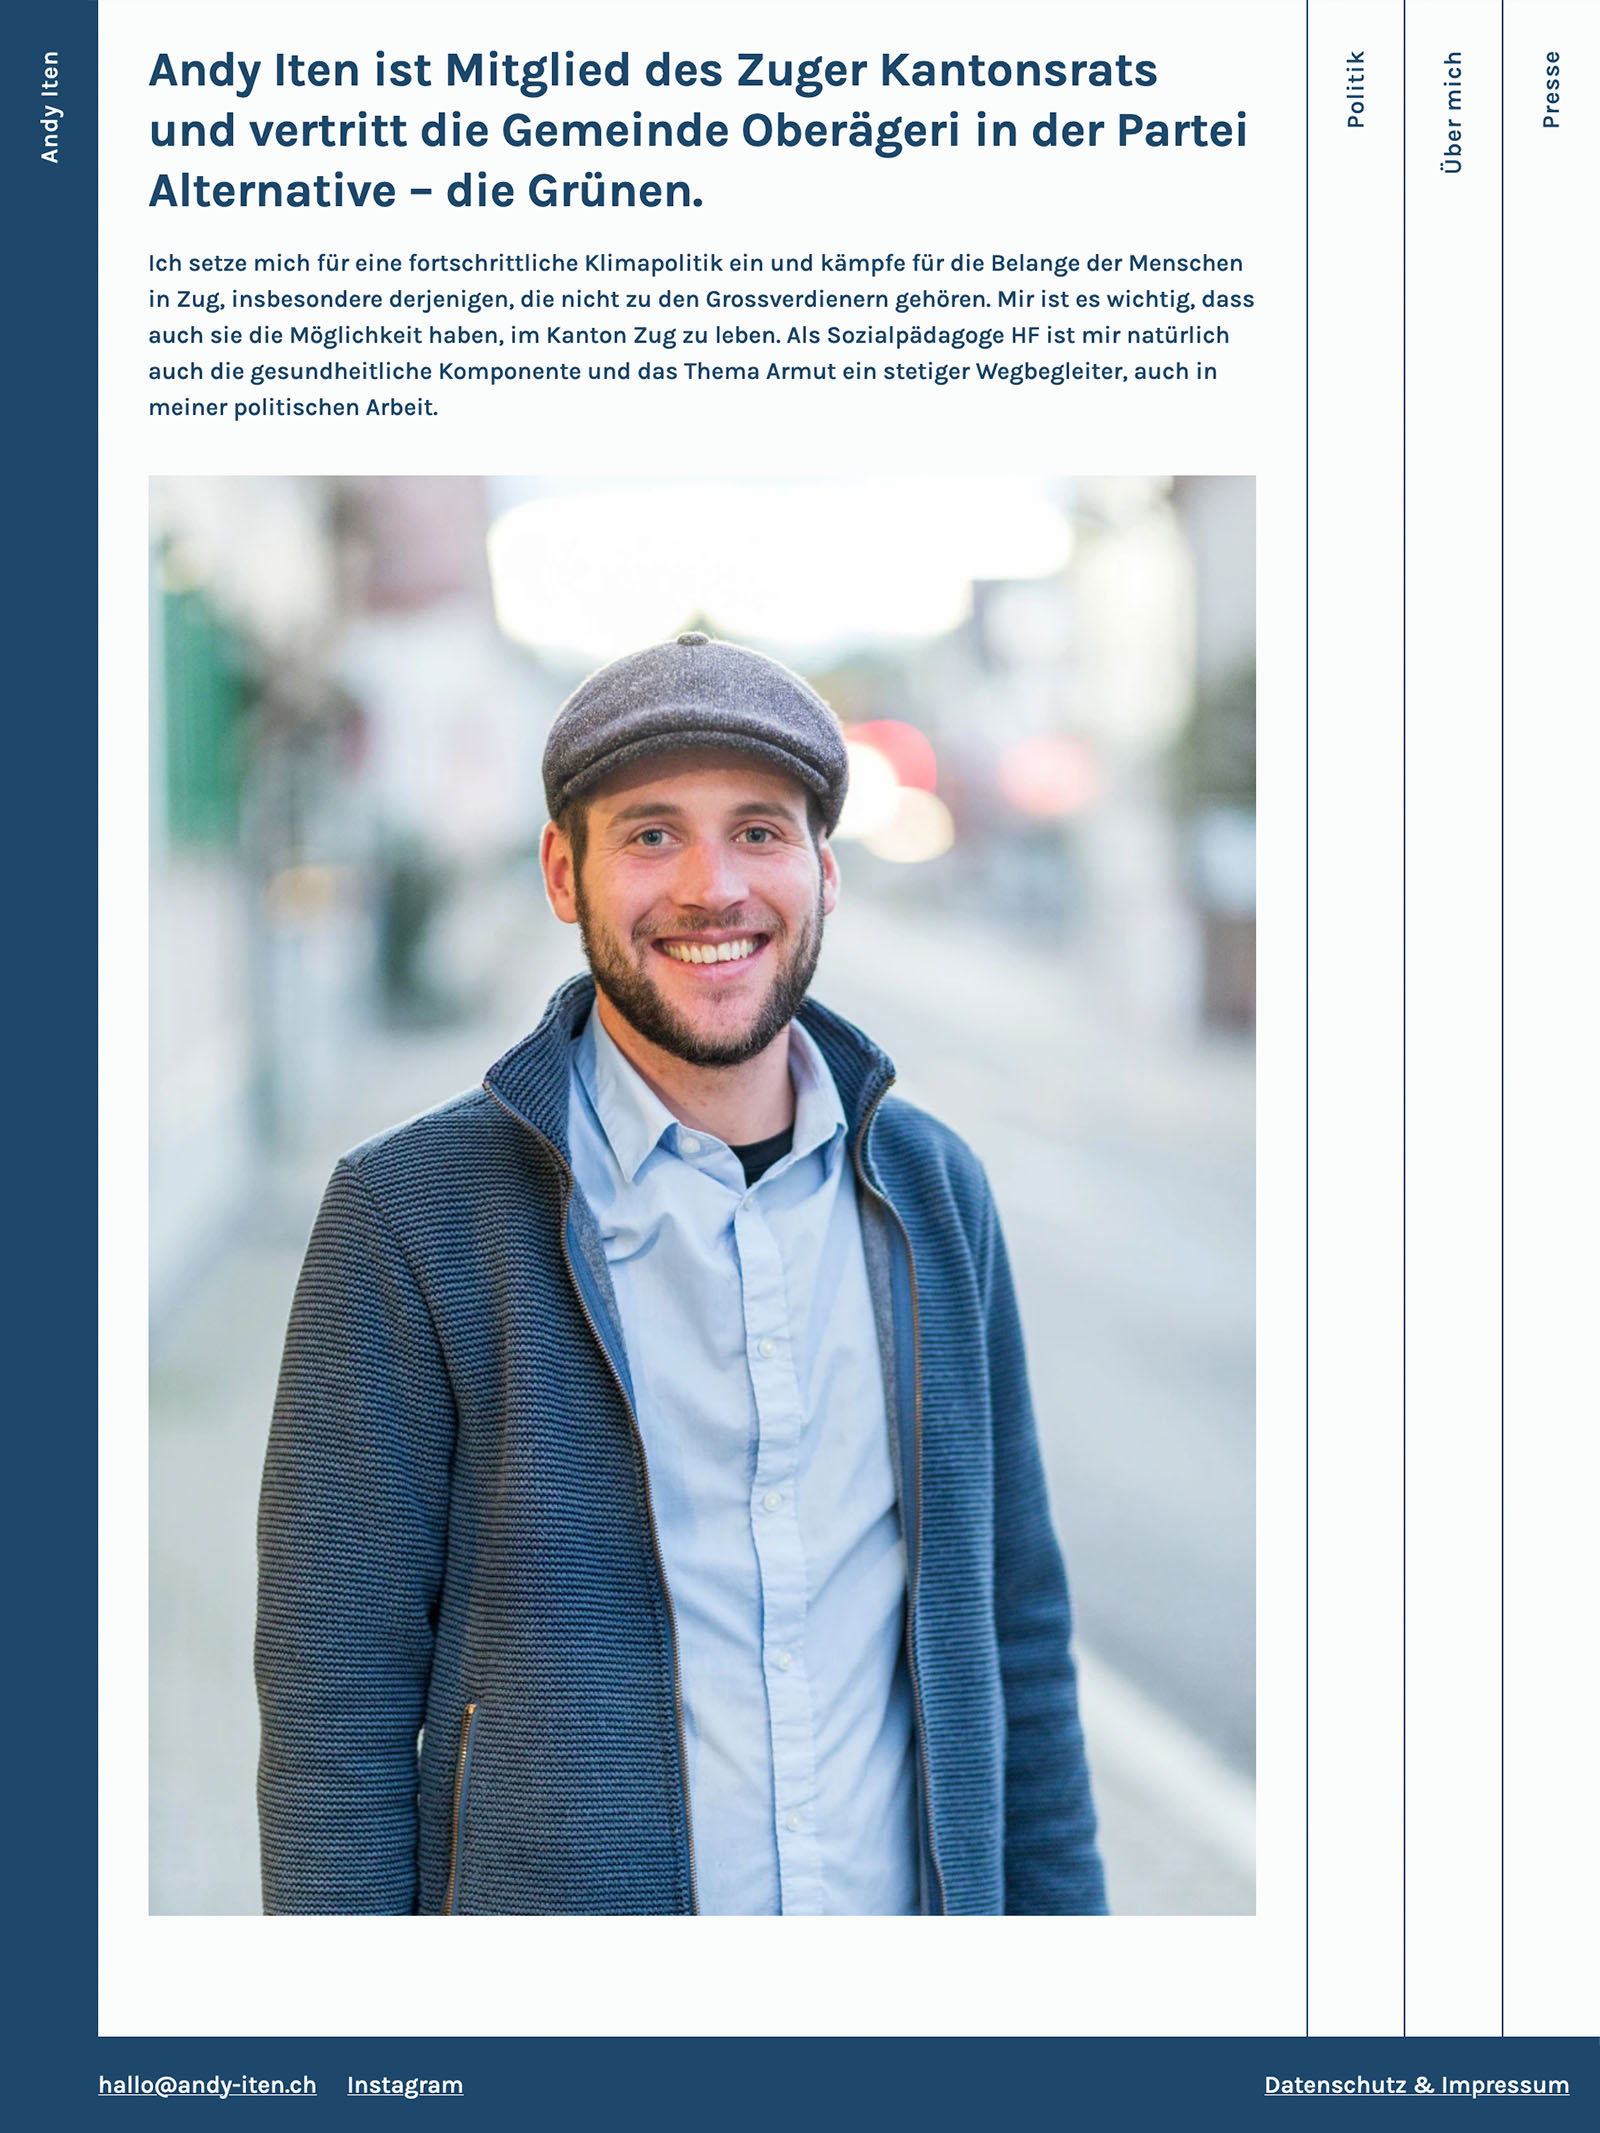 Andy Iten
Andy Iten ist Mitglied des Zuger Kantonsrats
und vertritt die Gemeinde Oberägeri in der Partei
Alternative – die Grünen.
Ich setze mich für eine fortschrittliche Klimapolitik ein und kämpfe für die Belange der Menschen
in Zug, insbesondere derjenigen, die nicht zu den Grossverdienern gehören. Mir ist es wichtig, dass
auch sie die Möglichkeit haben, im Kanton Zug zu leben. Als Sozialpädagoge HF ist mir natürlich
auch die gesundheitliche Komponente und das Thema Armut ein stetiger Wegbegleiter, auch in
meiner politischen Arbeit.
Politik
Über mich
Presse
hallo@andy-iten.ch Instagram
Datenschutz & Impressum